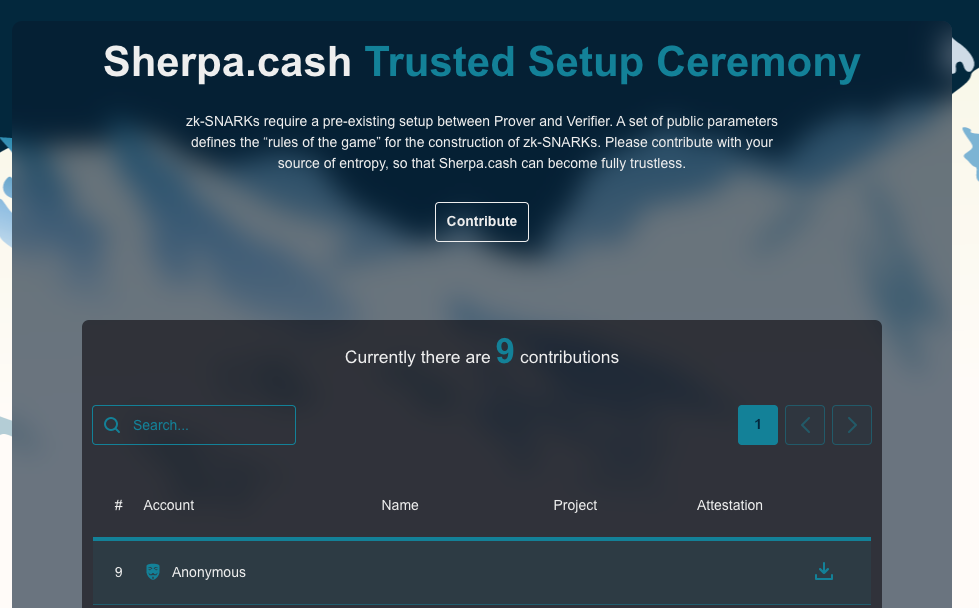 Sherpa.cash Trusted Setup Ceremony
zk-SNARKs require a pre-existing setup between Prover and Verifier. A set of public parameters
defines the “rules of the game” for the construction of zk-SNARKs. Please contribute with your
source of entropy, so that Sherpa.cash can become fully trustless.
Contribute
Currently there are 9 contributions
Search...
1
# Account Name Project Attestation
9 Anonymous